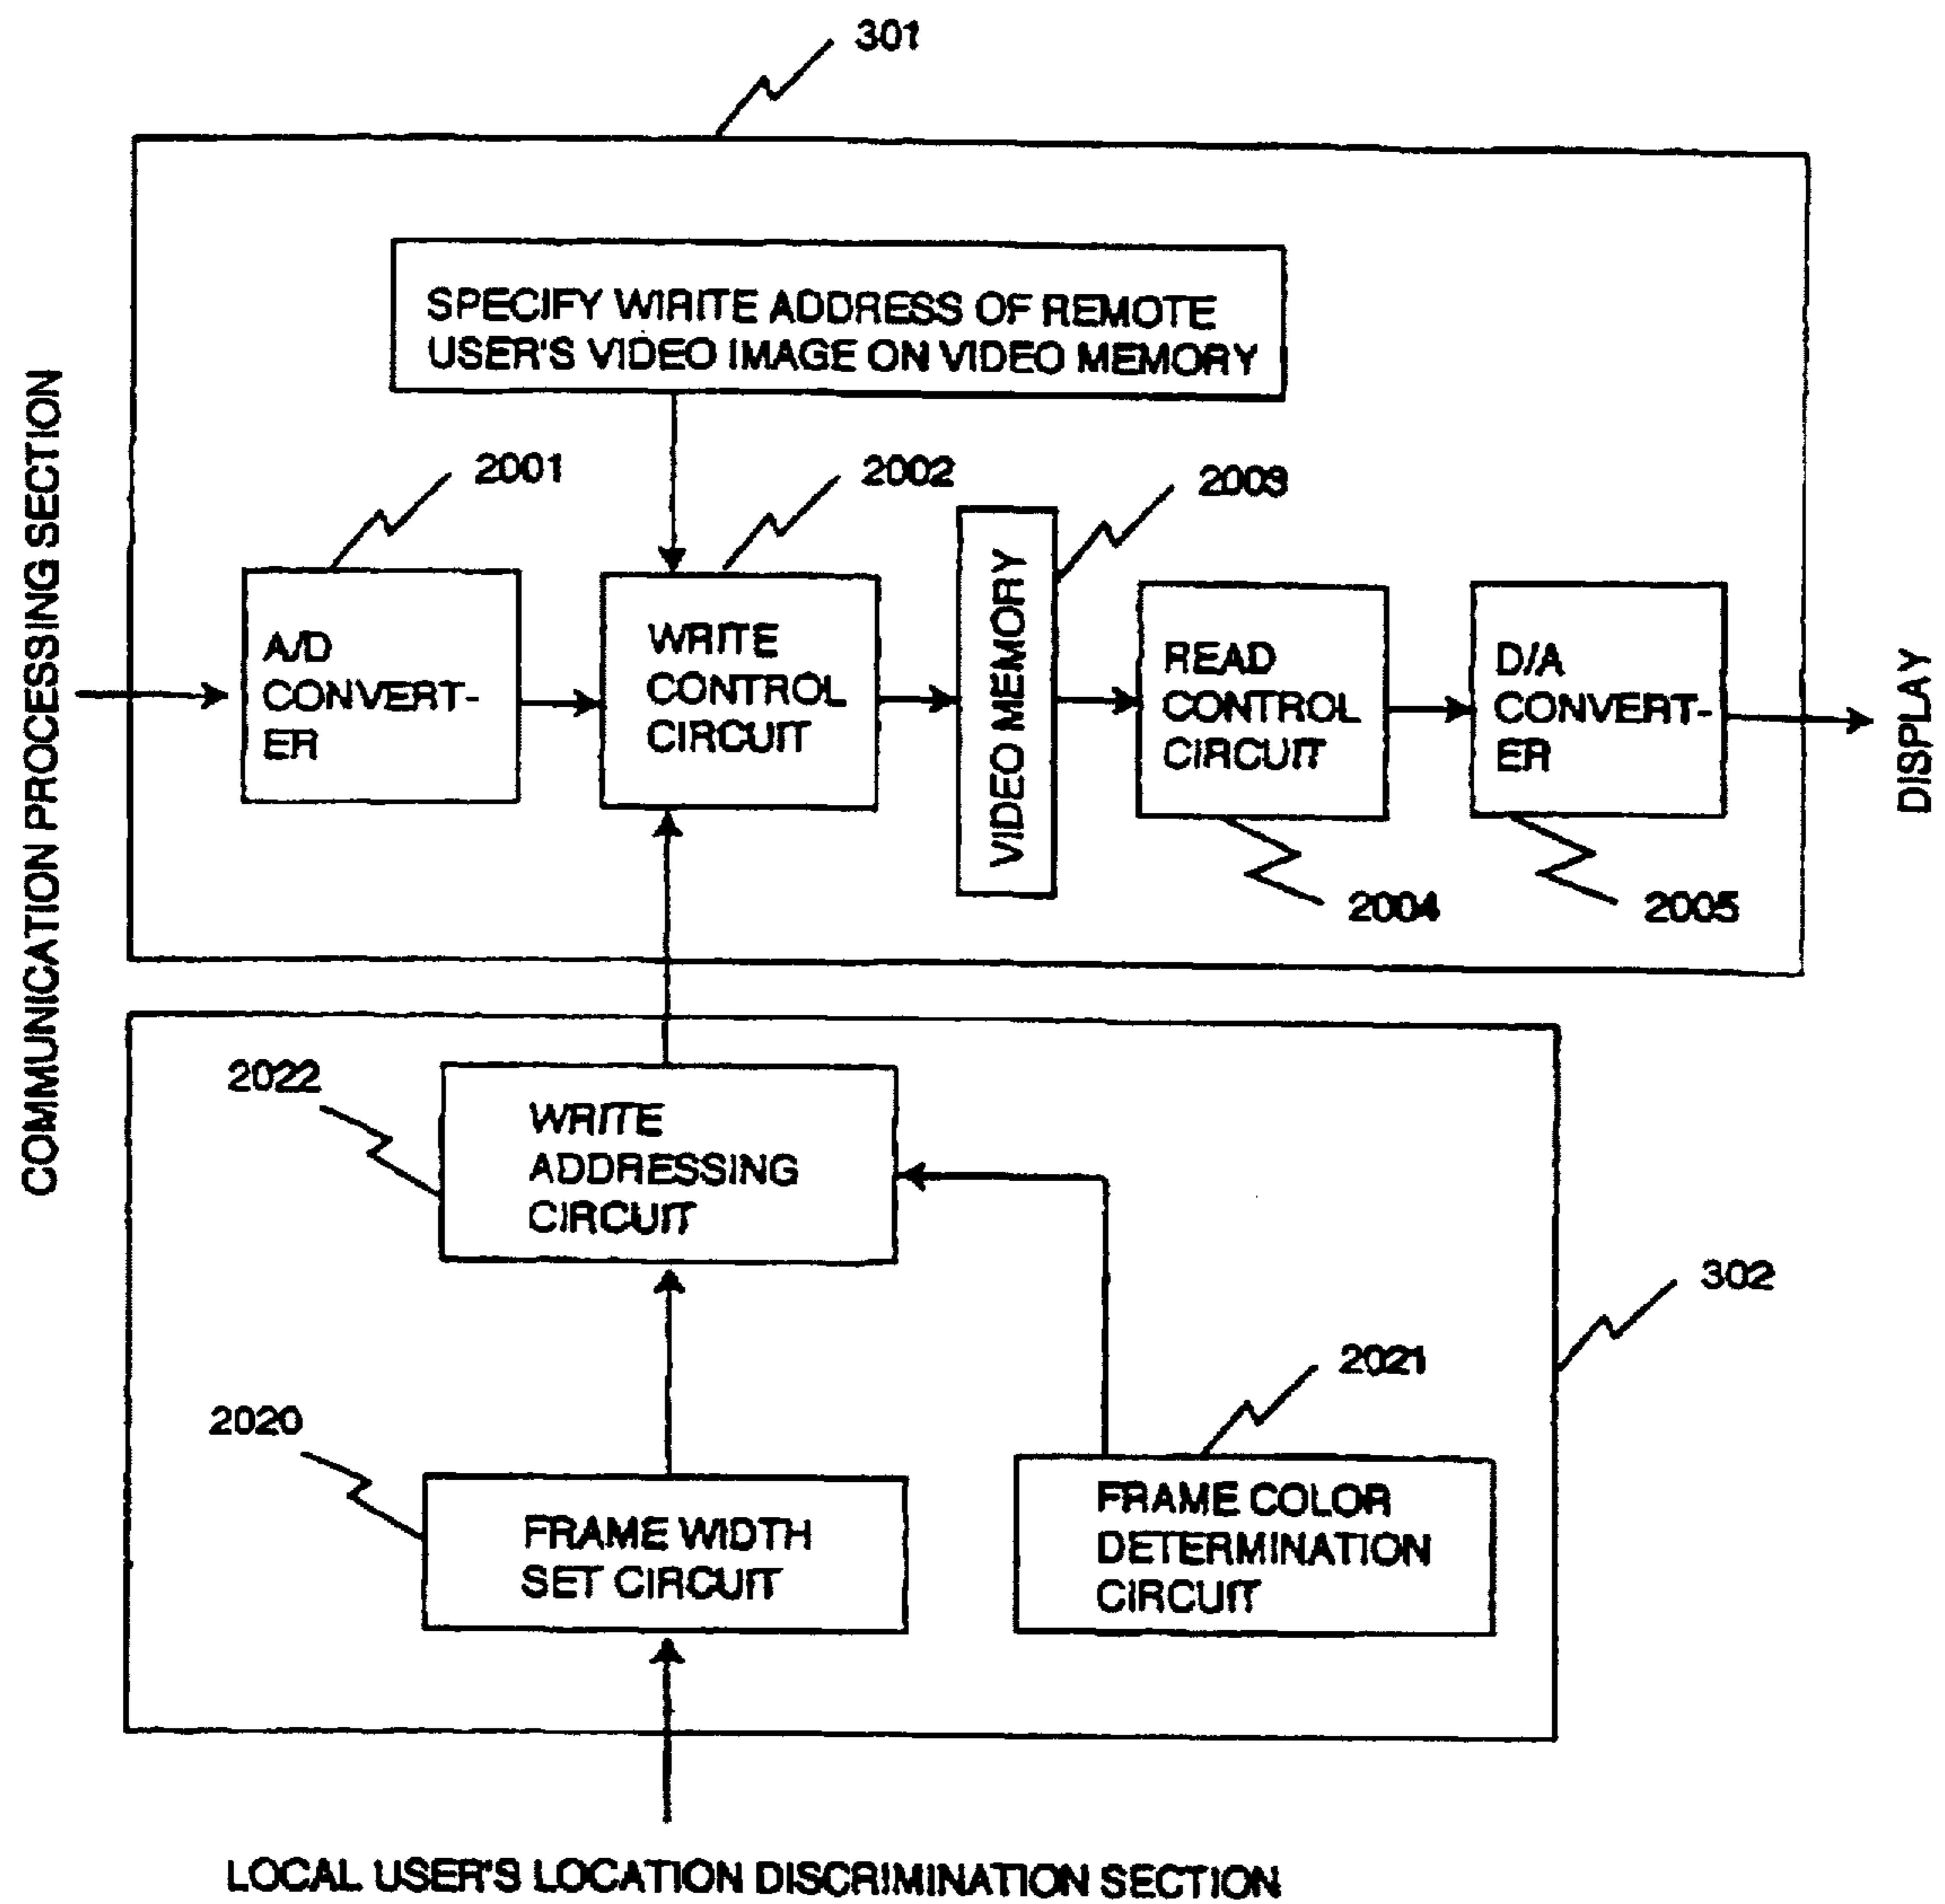 301
SPECIFY WIRITE ADDRESS OF REMOTE
USER'S VIDEO IMAGE ON VIDEO MEMORY
COMMUNICATION PROCESSING SECTION
2001
2002
2003
A/D
CONVERT-
ER
WRITE
CONTROL
CIRCUIT
VIDEO MEMORY
READ
CONTROL
CIRCUIT
D/A
CONVERT-
ER
DISPLAY
2004
2005
2022
WRITE
ADDRESSING
CIRCUIT
302
2021
2020
FRAME WIDTH
SET CIRCUIT
FRAME COLOR
DETERMINATION
CIRCUIT
LOCAL USER'S LOCATION DISCRIMINATION SECTION